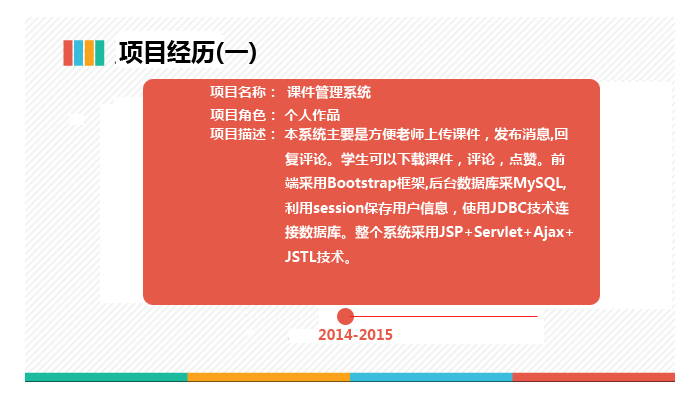 项目经历(一)
项目名称： 课件管理系统
项目角色： 个人作品
项目描述： 本系统主要是方便老师上传课件，发布消息,回
复评论。学生可以下载课件，评论，点赞。前
端采用Bootstrap框架,后台数据库采MySQL,
利用session保存用户信息，使用JDBC技术连
接数据库。整个系统采用JSP+Servlet+Ajax+
JSTL技术。
2014-2015